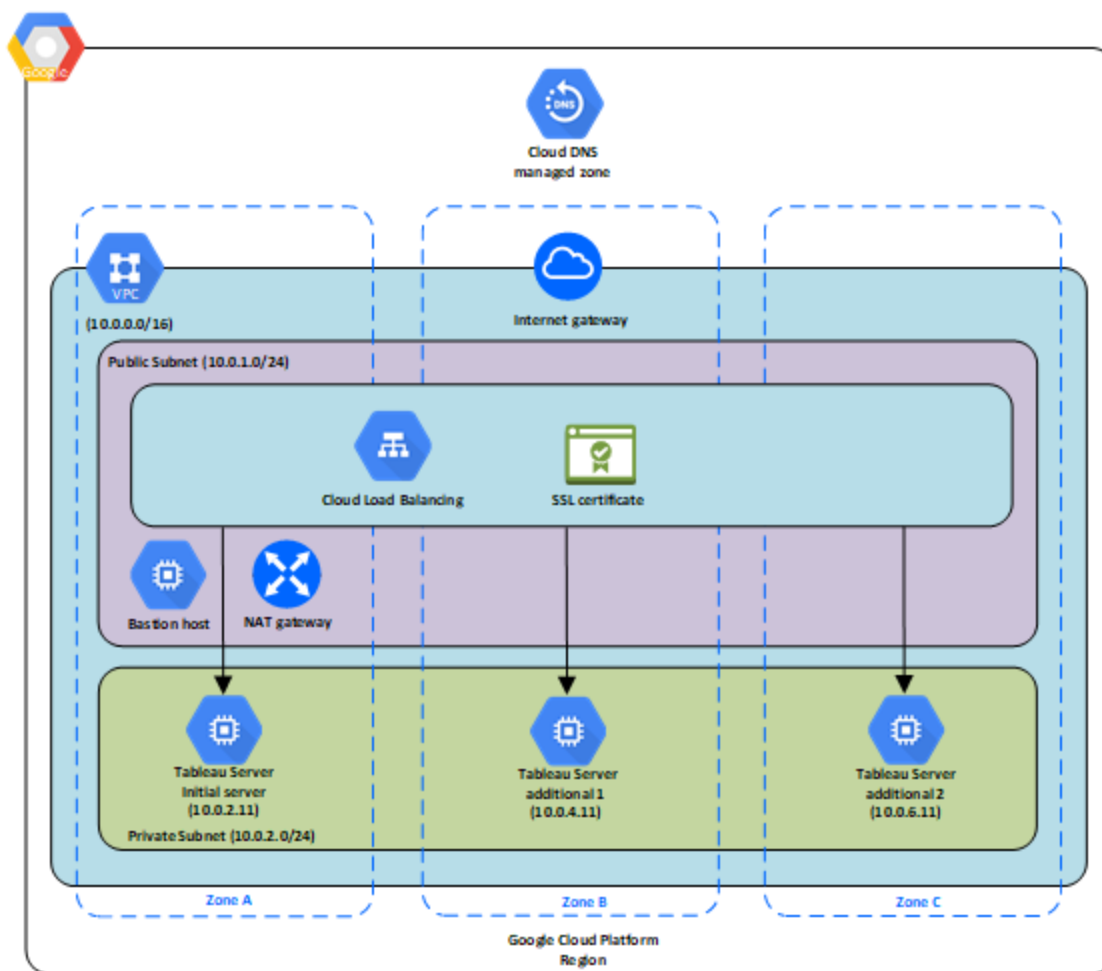 Google
DNS
Cloud DNS
managed zone
VPC
(10.0.0.0/16)
Internet gateway
Public Subnet (10.0.1.0/24)
Cloud Load Balancing
SSL certificate
Bastion host
NAT gateway
Tableau Server
Initial server
(10.0.2.11)
Tableau Server
additional 1
(10.0.4.11)
Tableau Server
additional 2
(10.0.6.11)
Private Subnet (10.0.2.0/24)
Zone A
Zone B
Zone C
Google Cloud Platform
Region